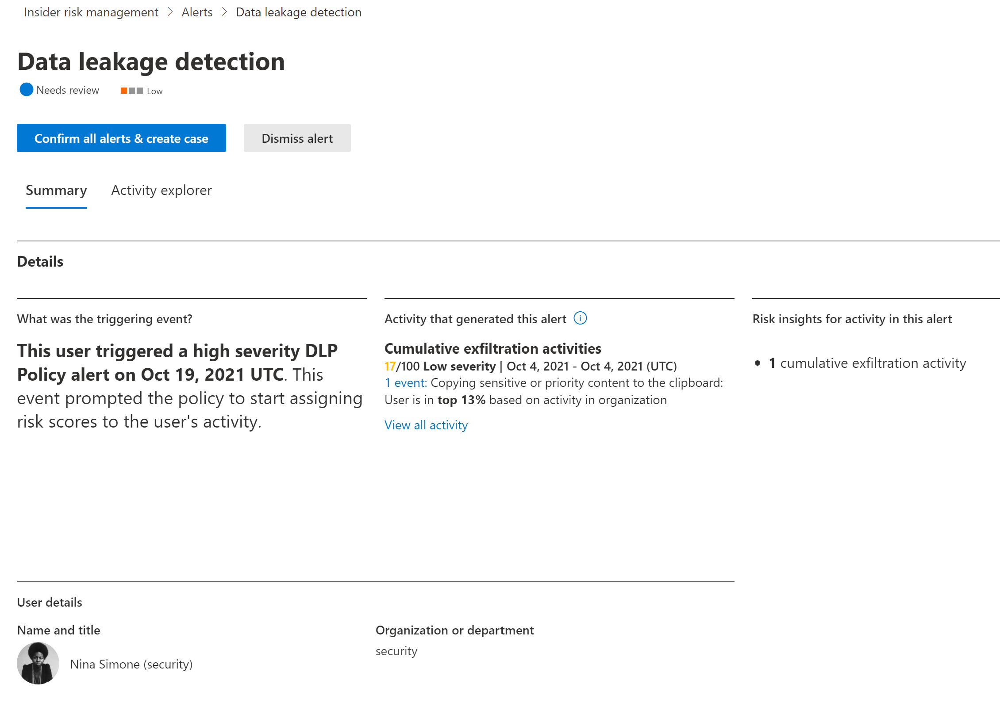 Insider risk management > Alerts > Data leakage detection
Data leakage detection
Needs review Low
Confirm all alerts & create case Dismiss alert
Summary Activity explorer
Details
What was the triggering event?
This user triggered a high severity DLP
Policy alert on Oct 19, 2021 UTC. This
event prompted the policy to start assigning
risk scores to the user's activity.
Activity that generated this alert
Cumulative exfiltration activities
17/100 Low severity | Oct 4, 2021 - Oct 4, 2021 (UTC)
1 event: Copying sensitive or priority content to the clipboard:
User is in top 13% based on activity in organization
View all activity
Risk insights for activity in this alert
• 1 cumulative exfiltration activity
User details
Name and title
Nina Simone (security)
Organization or department
security